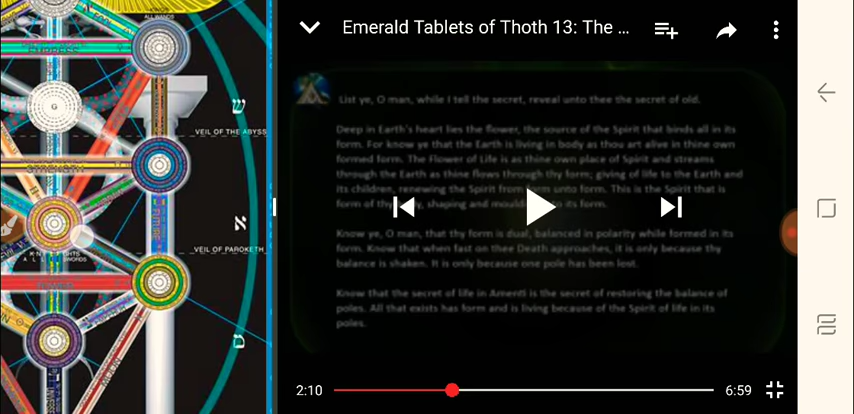 KNIGHTS
ALL WANDS
EMPRESS
G
ש
VEIL OF THE ABYSS
STRENGTH
א
VEIL OF PAROKETH
TOWER
מ
MOON
Emerald Tablets of Thoth 13: The ...
List ye, O man, while I tell the secret, reveal unto thee the secret of old.
Deep in Earth's heart lies the flower, the source of the Spirit that binds all in its
form. For know ye that the Earth is living in body as thou art alive in thine own
formed form. The Flower of Life is as thine own place of Spirit and streams
through the Earth as thine flows through thy form; giving of life to the Earth and
its children, renewing the Spirit from form unto form. This is the Spirit that is
form of thy shaping and its form.
Know ye, O man, that thy form is dual, balanced in polarity while formed in its
form. Know that when fast on thee Death approaches, it is only because thy
balance is shaken. It is only because one pole has been lost.
Know that the secret of life in Amenti is the secret of restoring the balance of
poles. All that exists has form and is living because of the Spirit of life in its
poles.
2:10
6:59